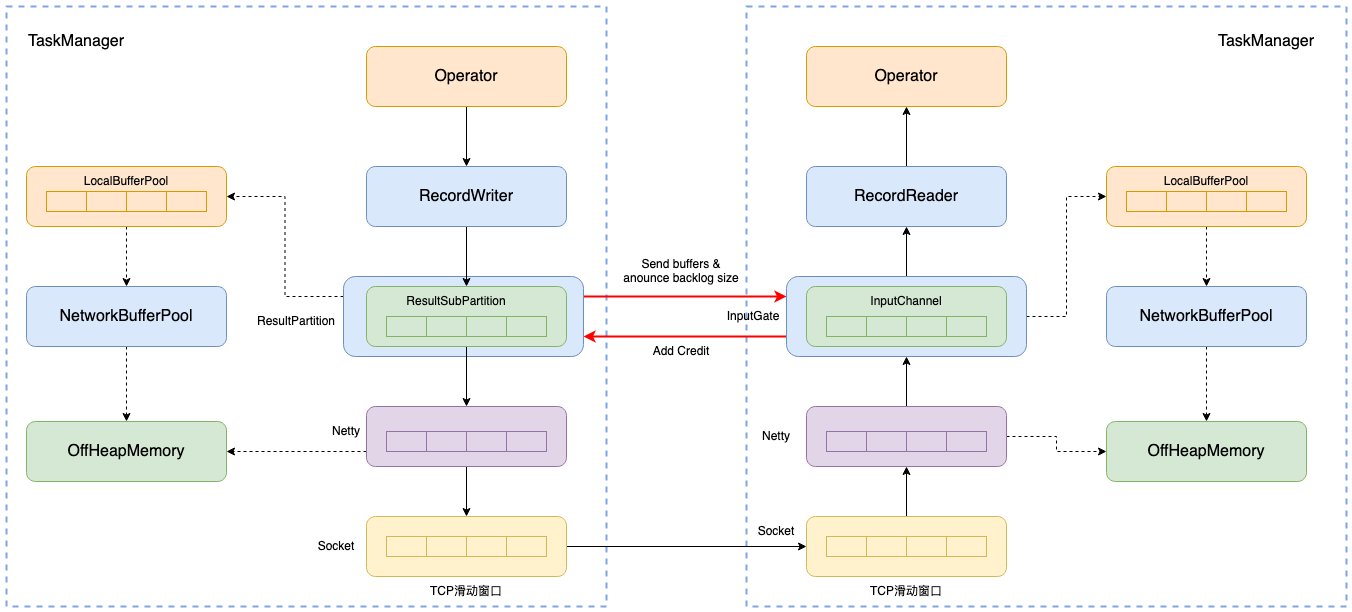 TaskManager
TaskManager
Operator
Operator
LocalBufferPool
RecordWriter
RecordReader
LocalBufferPool
Send buffers &
anounce backlog size
ResultSubPartition
InputChannel
NetworkBufferPool
ResultPartition
InputGate
NetworkBufferPool
Add Credit
Netty
Netty
OffHeapMemory
OffHeapMemory
Socket
Socket
TCP滑动窗口
TCP滑动窗口